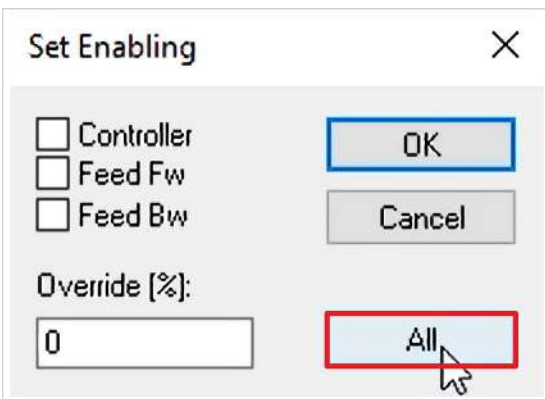 Set Enabling
Controller
OK
Feed Fw
Feed Bw
Cancel
Override [%]:
0
All